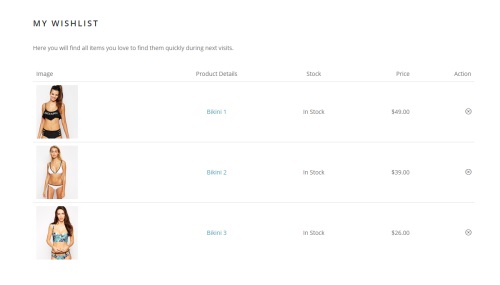 MY WISHLIST
Here you will find all items you love to find them quickly during next visits.
Image Product Details Stock Price Action
Bikini 1 In Stock $49.00
Bikini 2 In Stock $39.00
Bikini 3 In Stock $26.00